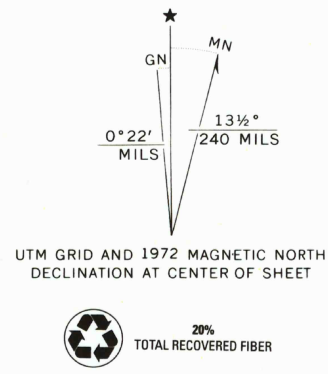 GN
MN
0°22'
MILS
13½°
240 MILS
UTM GRID AND 1972 MAGNETIC NORTH
DECLINATION AT CENTER OF SHEET
20%
TOTAL RECOVERED FIBER